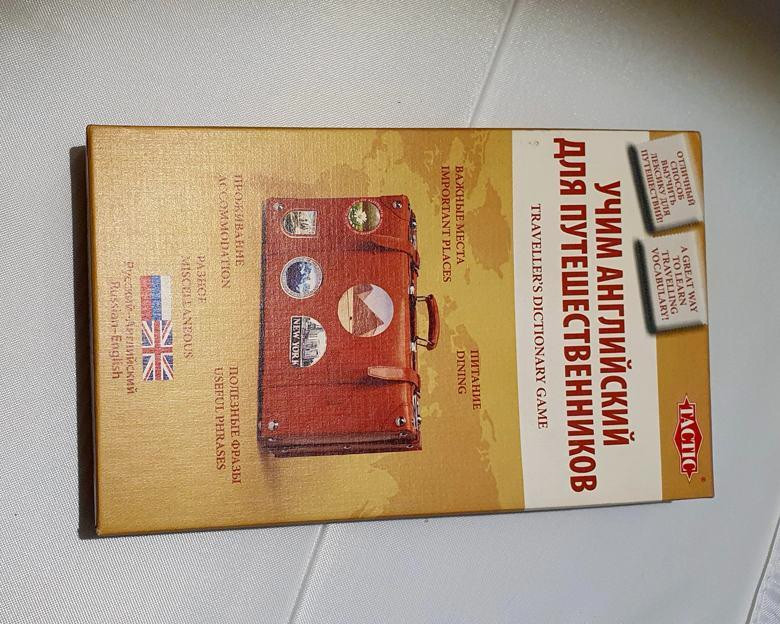 TACTIC
®
ОТЛИЧНЫЙ
СПОСОБ
ВЫУЧИТЬ
ЛЕКСИКУ ДЛЯ
ПУТЕШЕСТВИЙ!
A GREAT WAY
TO LEARN
TRAVELLING
VOCABULARY!
УЧИМ АНГЛИЙСКИЙ
ДЛЯ ПУТЕШЕСТВЕННИКОВ
TRAVELLER'S DICTIONARY GAME
ВАЖНЫЕ МЕСТА
IMPORTANT PLACES
ПИТАНИЕ
DINING
NEW YORK
ПРОЖИВАНИЕ
ACCOMMODATION
РАЗНОЕ
MISCELLANEOUS
ПОЛЕЗНЫЕ ФРАЗЫ
USEFUL PHRASES
Русский-Английский
Russian-English